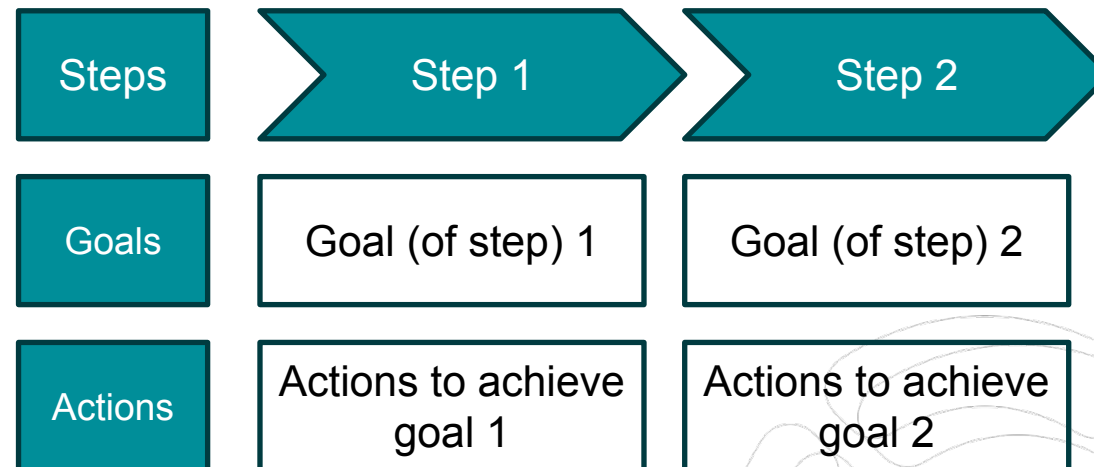 Steps
Step 1
Step 2
Goals
Goal (of step) 1
Goal (of step) 2
Actions
Actions to achieve
goal 1
Actions to achieve
goal 2